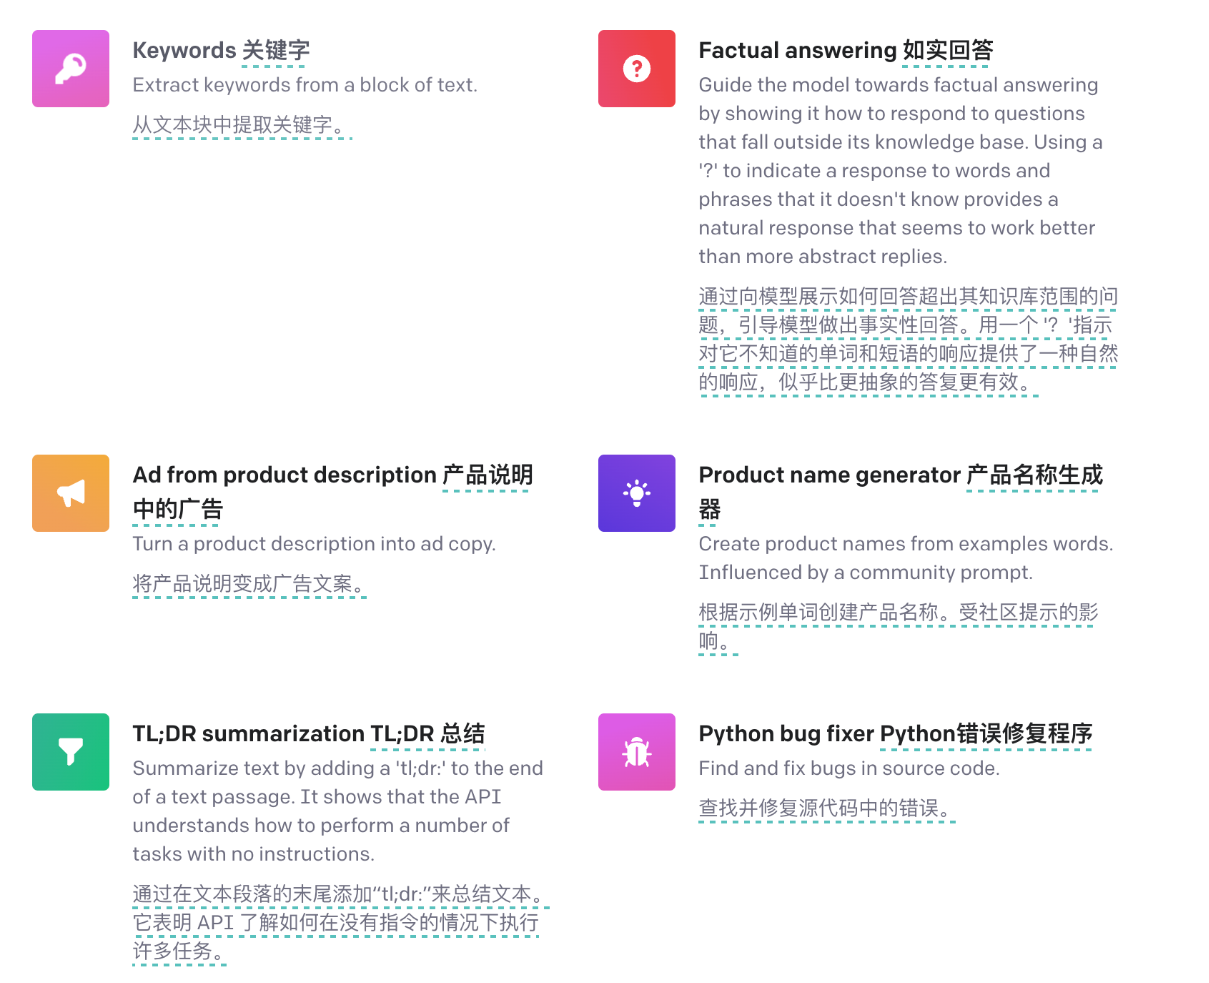 Keywords 关键字
Extract keywords from a block of text.
从文本块中提取关键字。
Factual answering 如实回答
Guide the model towards factual answering
by showing it how to respond to questions
that fall outside its knowledge base. Using a
'?' to indicate a response to words and
phrases that it doesn't know provides a
natural response that seems to work better
than more abstract replies.
通过向模型展示如何回答超出其知识库范围的问
题，引导模型做出事实性回答。用一个 '？'指示
对它不知道的单词和短语的响应提供了一种自然
的响应，似乎比更抽象的答复更有效。
Ad from product description 产品说明
中的广告
Turn a product description into ad copy.
将产品说明变成广告文案。
Product name generator 产品名称生成
器
Create product names from examples words.
Influenced by a community prompt.
根据示例单词创建产品名称。受社区提示的影
响。
TL;DR summarization TL;DR 总结
Summarize text by adding a 'tl;dr:' to the end
of a text passage. It shows that the API
understands how to perform a number of
tasks with no instructions.
通过在文本段落的末尾添加“tl;dr:”来总结文本。
它表明 API 了解如何在没有指令的情况下执行
许多任务。
Python bug fixer Python错误修复程序
Find and fix bugs in source code.
查找并修复源代码中的错误。